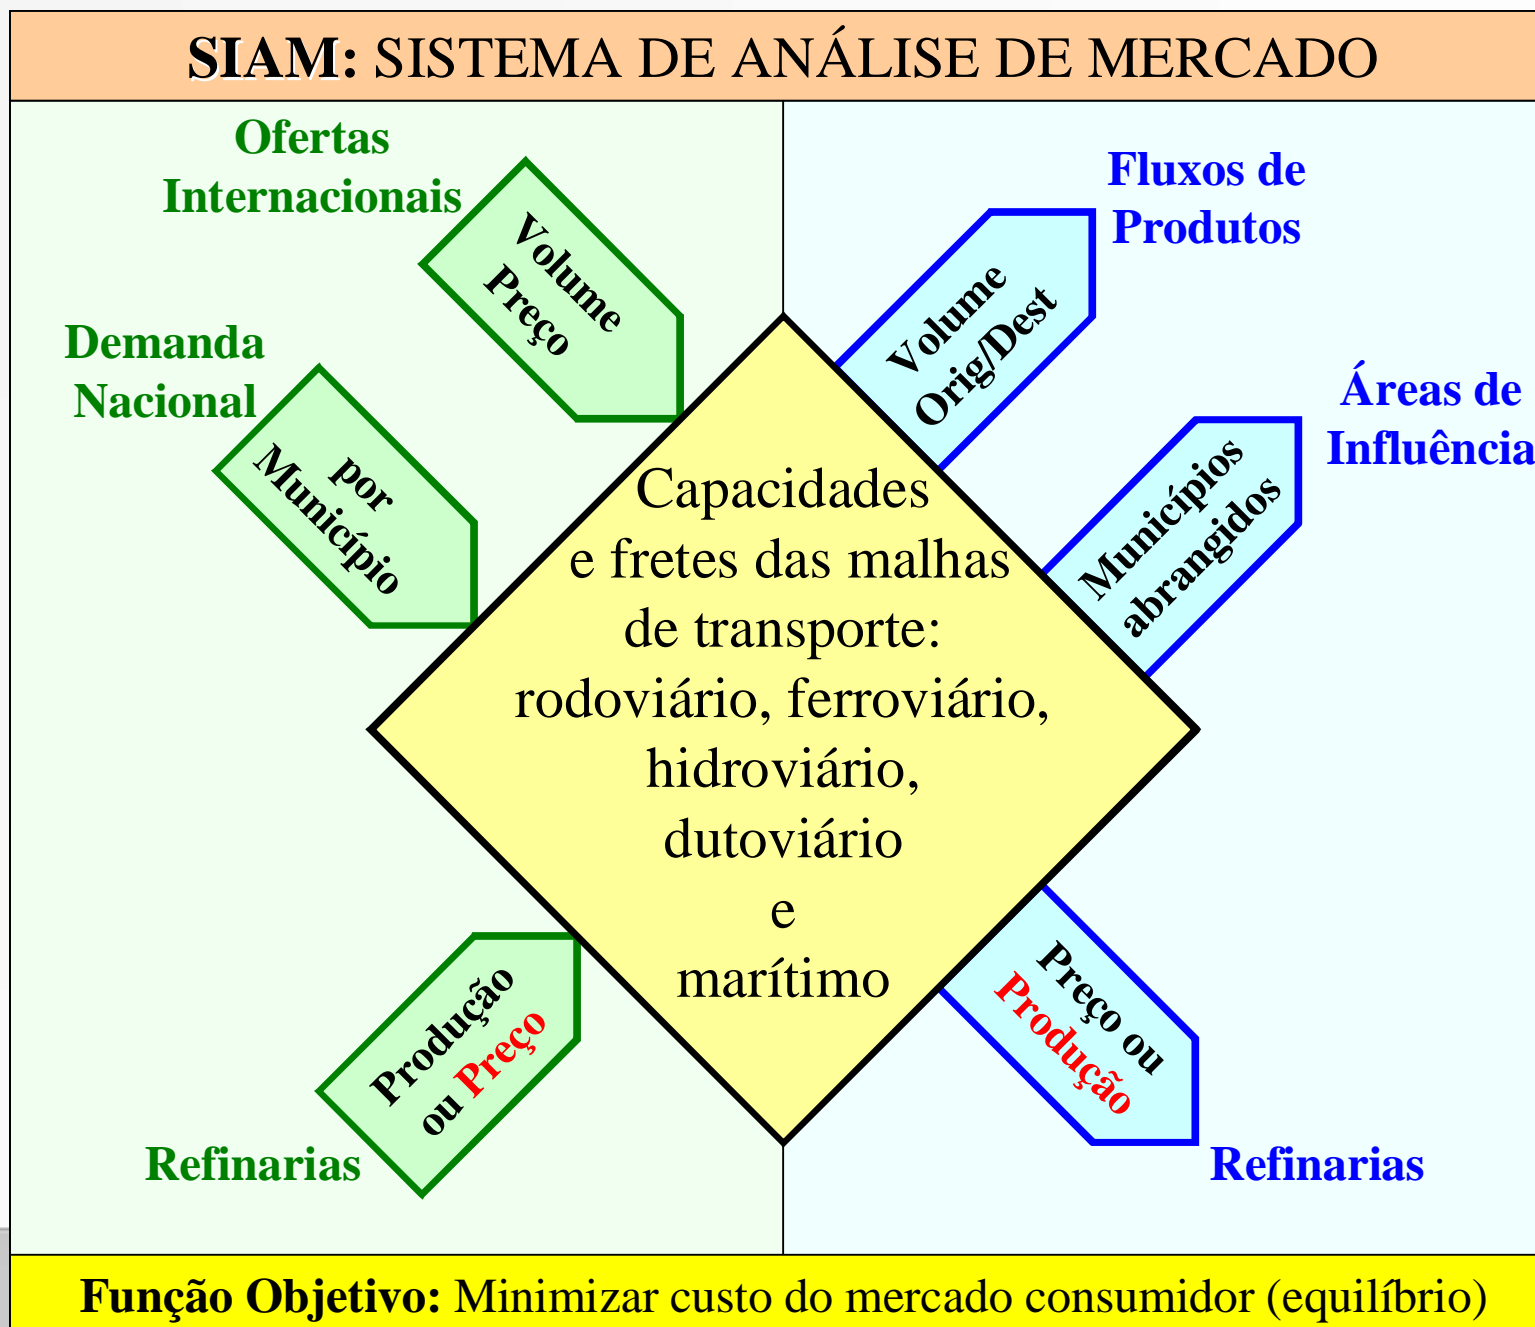 SIAM: SISTEMA DE ANÁLISE DE MERCADO
Ofertas
Internacionais
Volume
Preço
Demanda
Nacional
por
Município
Produção
ou Preço
Refinarias
Capacidades
e fretes das malhas
de transporte:
rodoviário, ferroviário,
hidroviário,
dutoviário
e
marítimo
Fluxos de
Produtos
Volume
Orig/Dest
Áreas de
Influência
Municípios
abrangidos
Preço ou
Produção
Refinarias
Função Objetivo: Minimizar custo do mercado consumidor (equilíbrio)